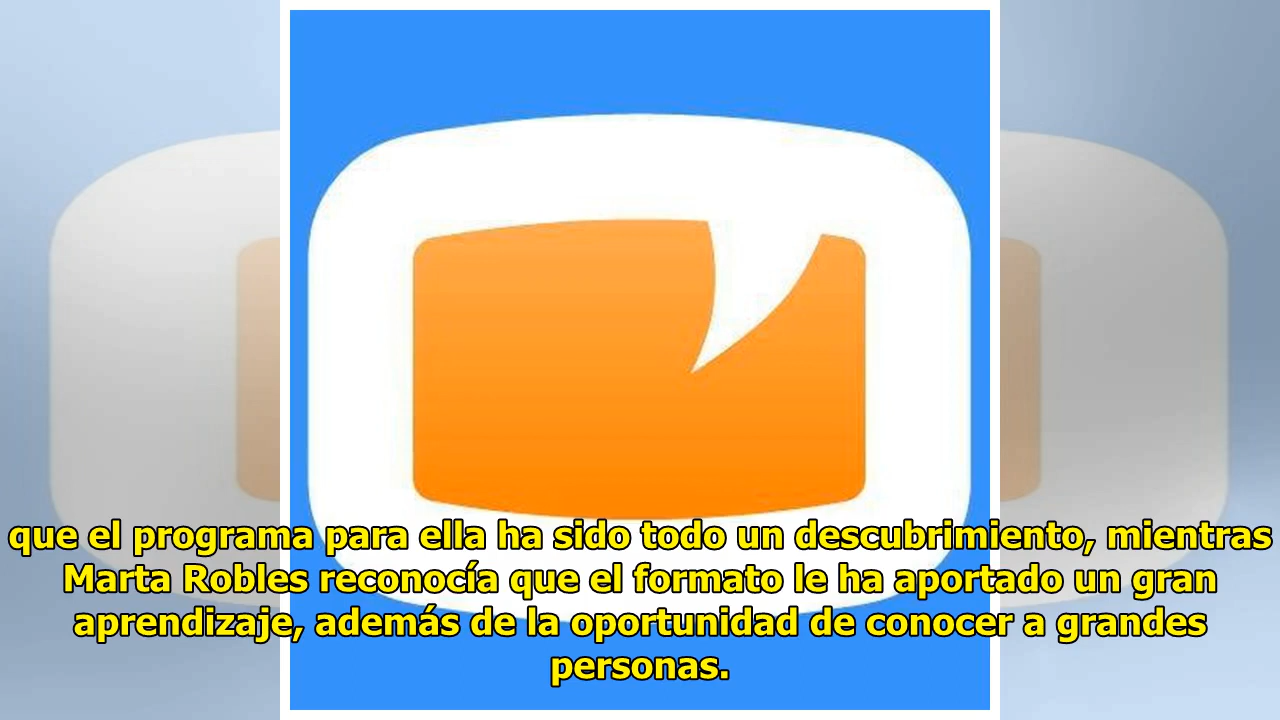 que el programa para ella ha sido todo un descubrimiento, mientras
Marta Robles reconocía que el formato le ha aportado un gran
aprendizaje, además de la oportunidad de conocer a grandes
personas.